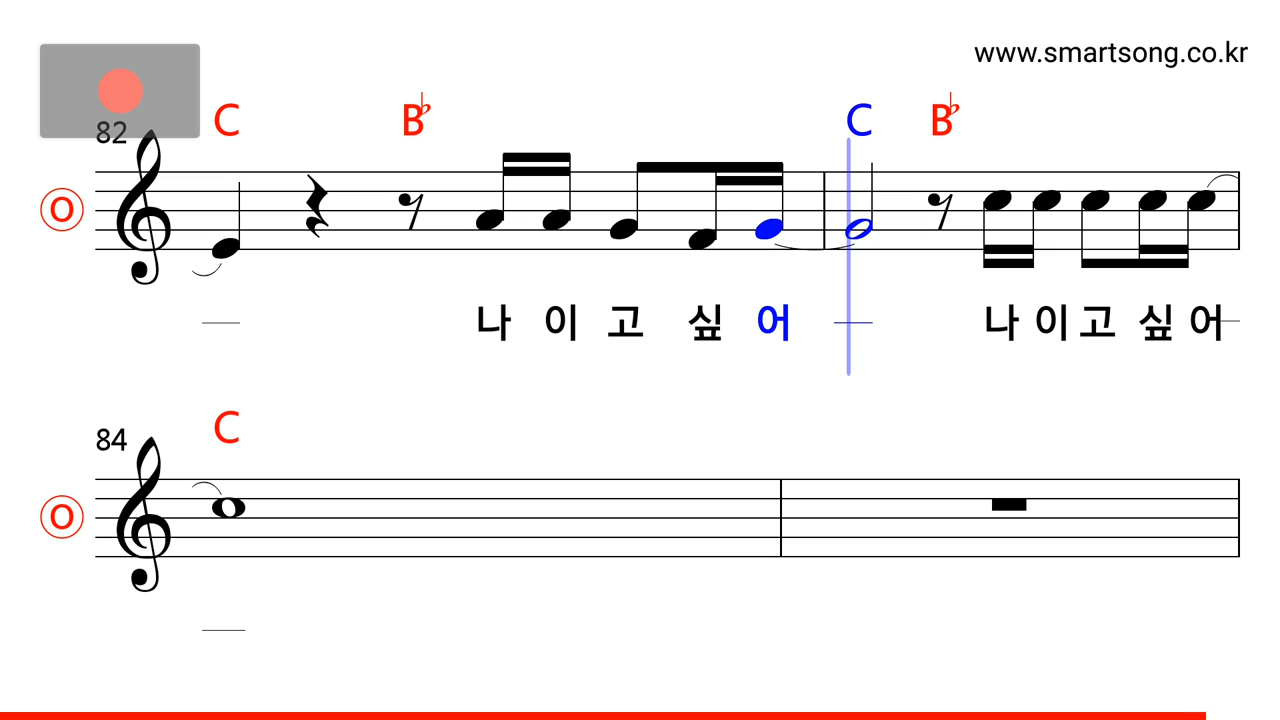 www.smartsong.co.kr
82 C B♭ C B♭
O
나 이 고 싶 어 나 이 고 싶 어
84 C
O